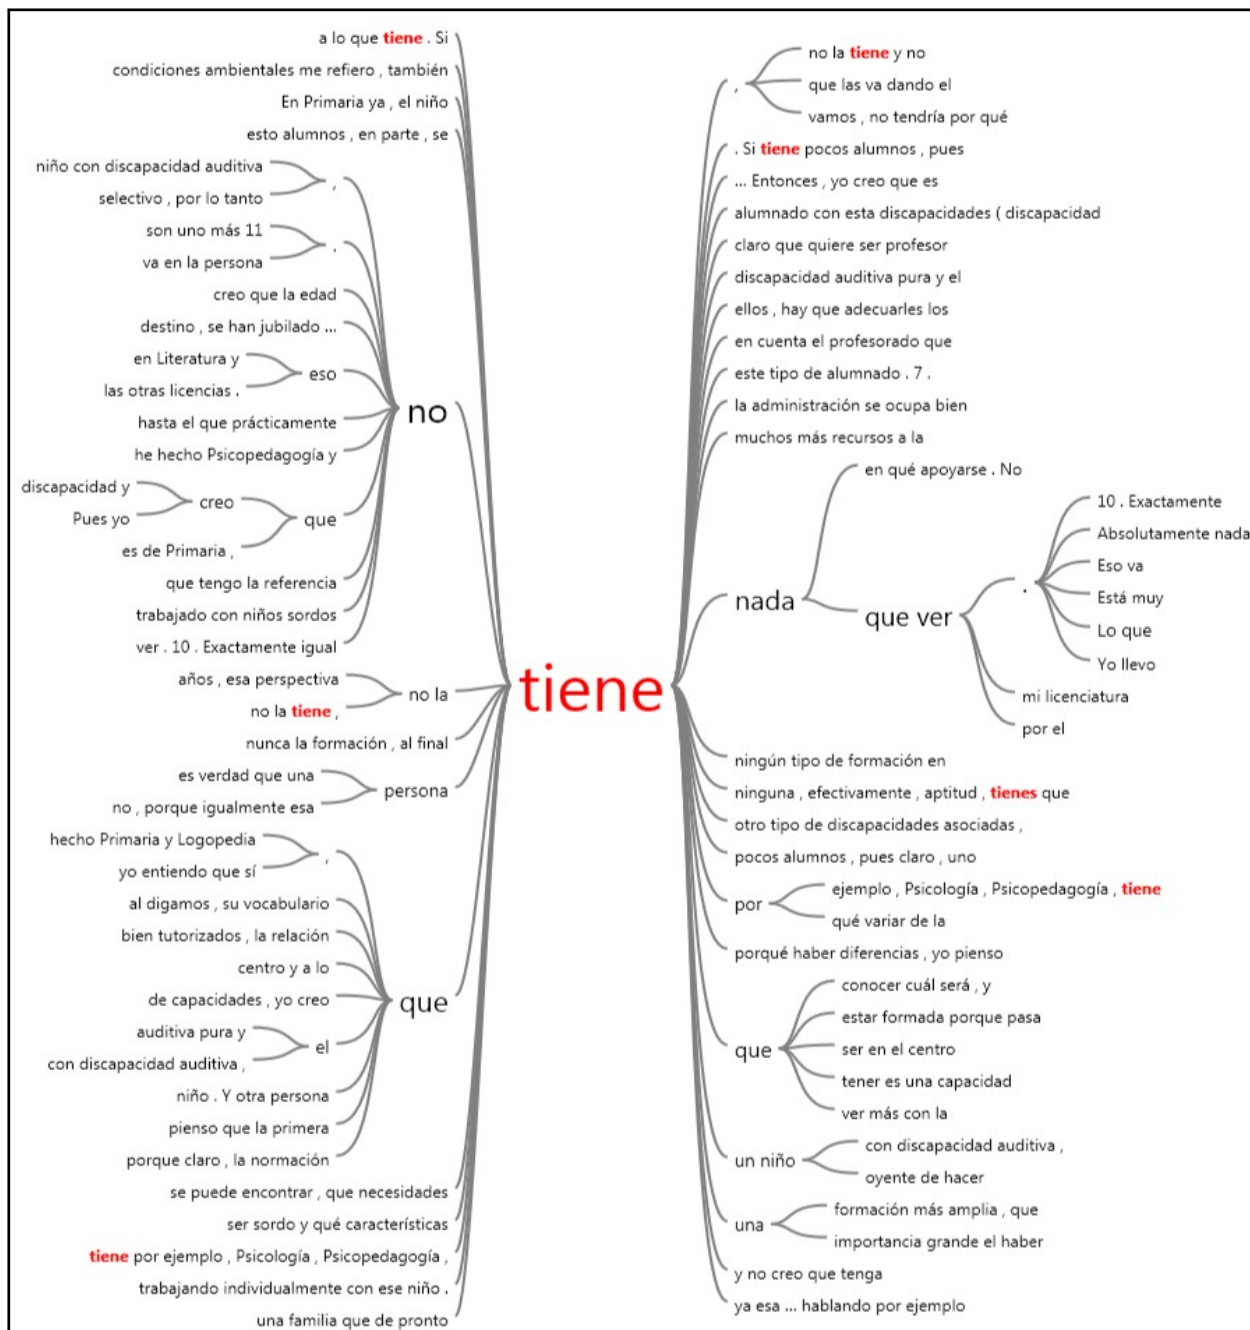 a lo que tiene . Si
condiciones ambientales me refiero , también
En Primaria ya , el niño
esto alumnos , en parte , se
niño con discapacidad auditiva
selectivo , por lo tanto
,
son uno más 11
va en la persona
.
creo que la edad
destino , se han jubilado ...
en Literatura y
las otras licencias .
eso
hasta el que prácticamente
he hecho Psicopedagogía y
discapacidad y
Pues yo
creo
es de Primaria ,
que
que tengo la referencia
trabajado con niños sordos
ver . 10 . Exactamente igual
no
años , esa perspectiva
no la tiene ,
no la
nunca la formación , al final
es verdad que una
no , porque igualmente esa
persona
hecho Primaria y Logopedia
yo entiendo que sí
,
al digamos , su vocabulario
bien tutorizados , la relación
centro y a lo
de capacidades , yo creo
auditiva pura y
con discapacidad auditiva ,
el
niño . Y otra persona
pienso que la primera
porque claro , la normación
que
se puede encontrar , que necesidades
ser sordo y qué características
tiene por ejemplo , Psicología , Psicopedagogía ,
trabajando individualmente con ese niño .
una familia que de pronto
tiene
,
no la tiene y no
que las va dando el
vamos , no tendría por qué
. Si tiene pocos alumnos , pues
... Entonces , yo creo que es
alumnado con esta discapacidades ( discapacidad
claro que quiere ser profesor
discapacidad auditiva pura y el
ellos , hay que adecuarles los
en cuenta el profesorado que
este tipo de alumnado . 7 .
la administración se ocupa bien
muchos más recursos a la
nada
en qué apoyarse . No
que ver
.
10 . Exactamente
Absolutamente nada
Eso va
Está muy
Lo que
Yo llevo
mi licenciatura
por el
ningún tipo de formación en
ninguna , efectivamente , aptitud , tienes que
otro tipo de discapacidades asociadas ,
pocos alumnos , pues claro , uno
por
ejemplo , Psicología , Psicopedagogía , tiene
qué variar de la
porqué haber diferencias , yo pienso
que
conocer cuál será , y
estar formada porque pasa
ser en el centro
tener es una capacidad
ver más con la
un niño
con discapacidad auditiva ,
oyente de hacer
una
formación más amplia , que
importancia grande el haber
y no creo que tenga
ya esa ... hablando por ejemplo